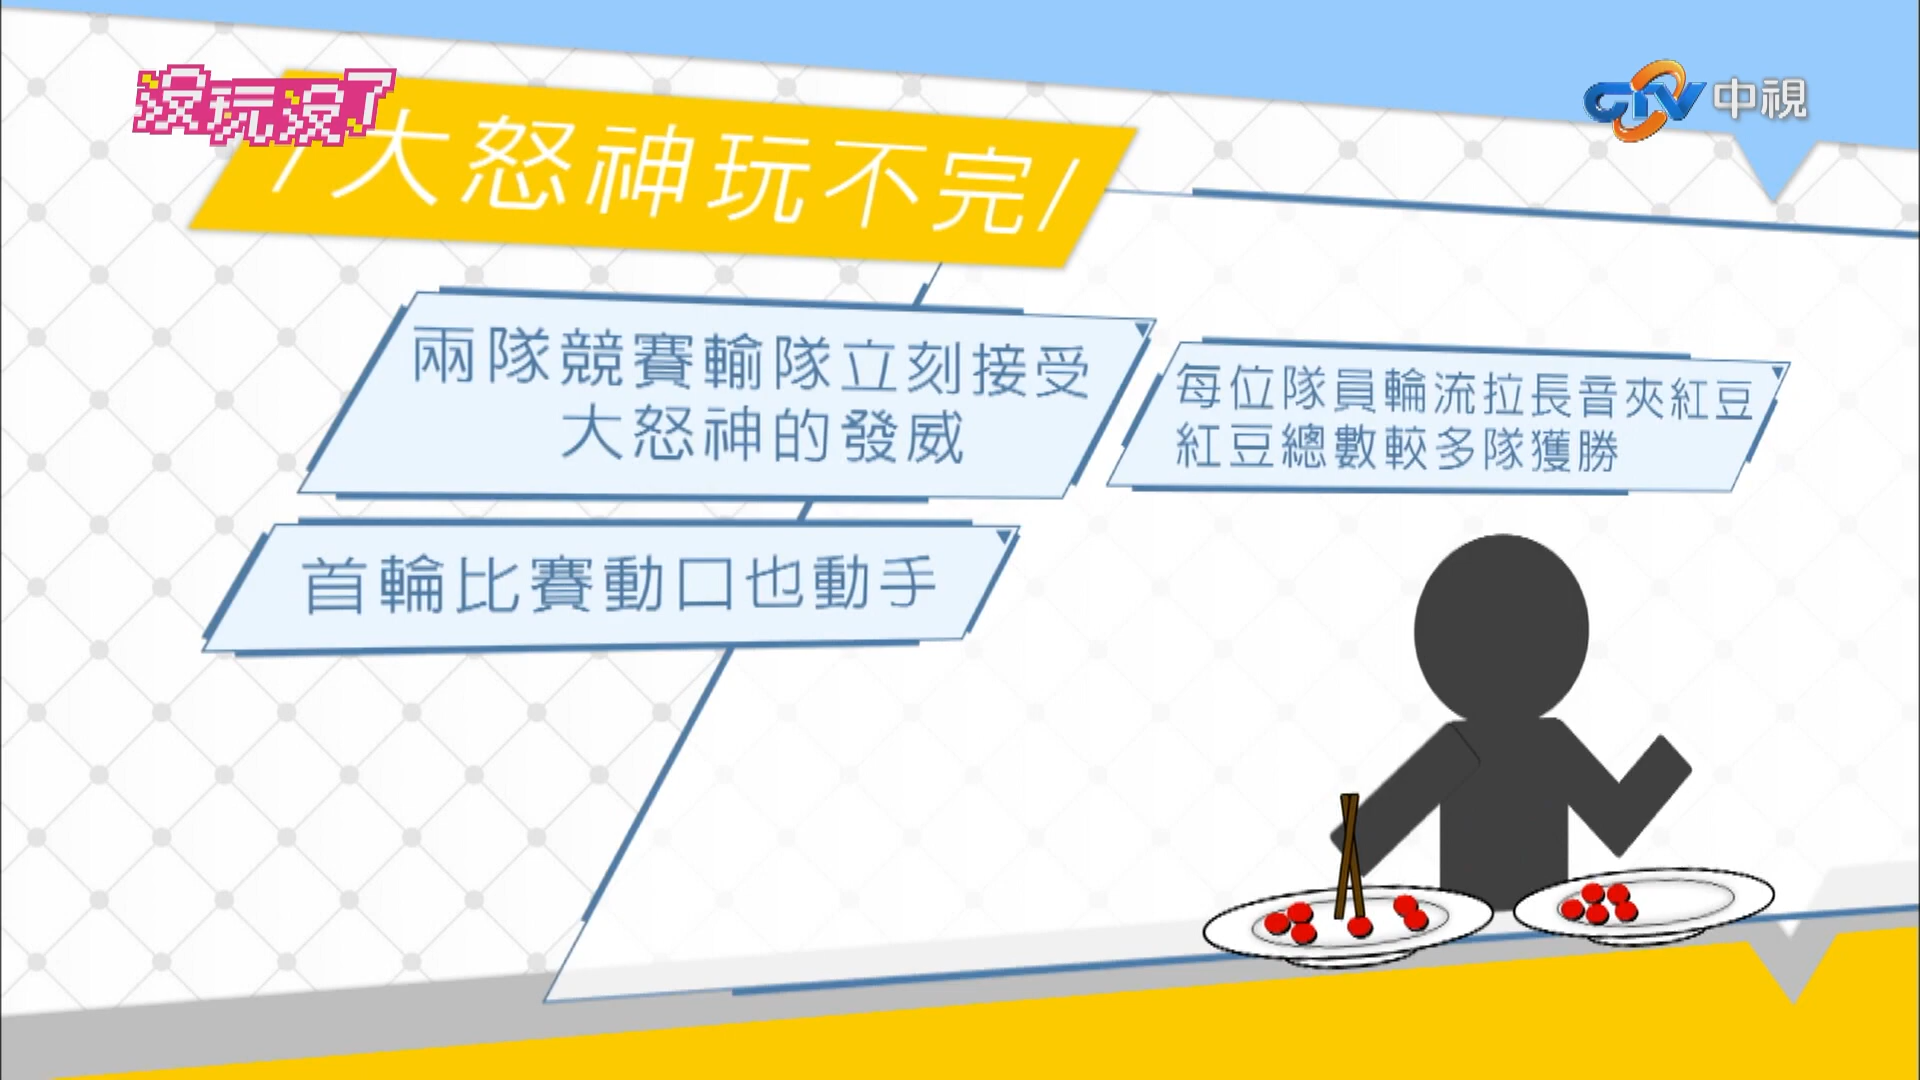 沒玩沒了
CTV 中視
/大怒神玩不完/
兩隊競賽輸隊立刻接受
大怒神的發威
每位隊員輪流拉長音夾紅豆
紅豆總數較多隊獲勝
首輪比賽動口也動手